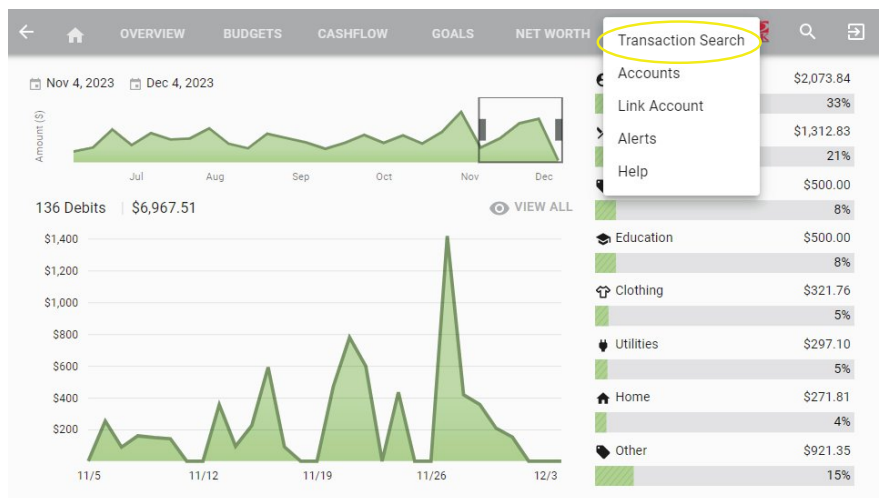 OVERVIEW BUDGETS CASHFLOW GOALS NET WORTH
Transaction Search
Accounts
Link Account
Alerts
Help
Nov 4, 2023 Dec 4, 2023
Amount ($)
Jul Aug Sep Oct Nov Dec
136 Debits $6,967.51 VIEW ALL
$1,400
$1,200
$1,000
$800
$600
$400
$200
11/5 11/12 11/19 11/26 12/3
$2,073.84
33%
$1,312.83
21%
$500.00
8%
Education $500.00
8%
Clothing $321.76
5%
Utilities $297.10
5%
Home $271.81
4%
Other $921.35
15%